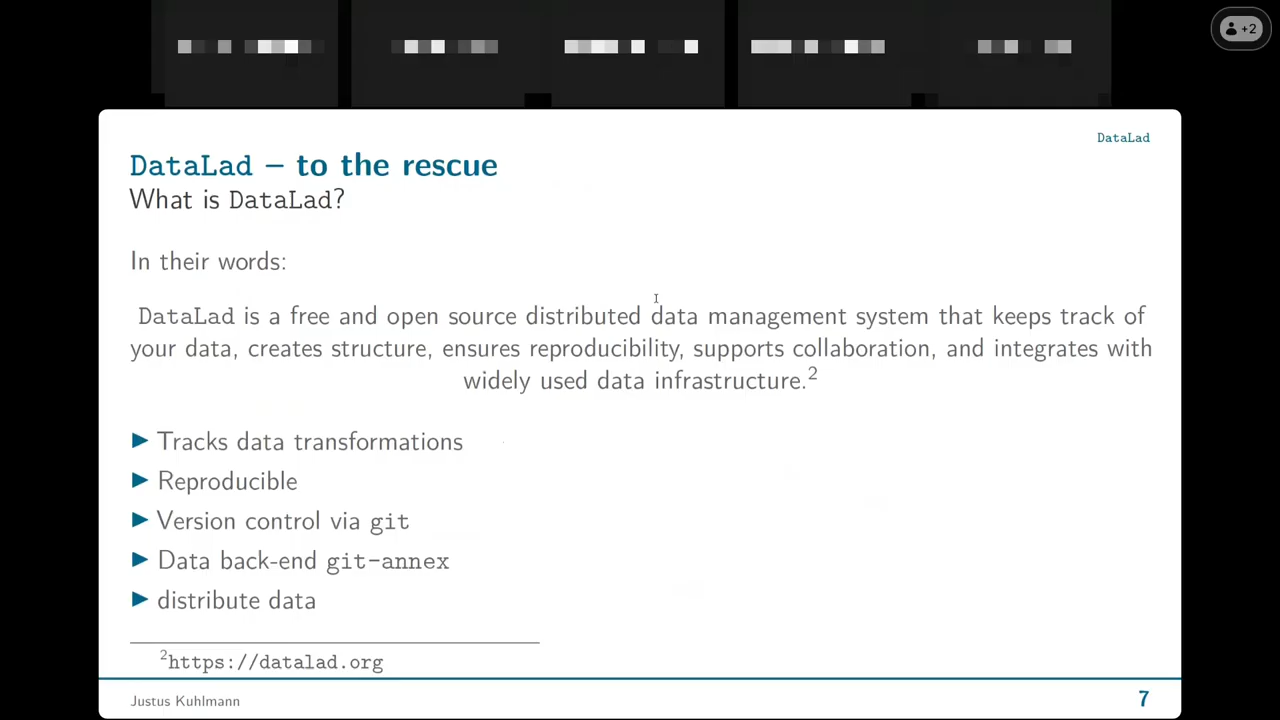 +2
DataLad
DataLad – to the rescue
What is DataLad?
In their words:
DataLad is a free and open source distributed data management system that keeps track of
your data, creates structure, ensures reproducibility, supports collaboration, and integrates with
widely used data infrastructure.²
▶ Tracks data transformations
▶ Reproducible
▶ Version control via git
▶ Data back-end git-annex
▶ distribute data
²https://datalad.org
Justus Kuhlmann
7